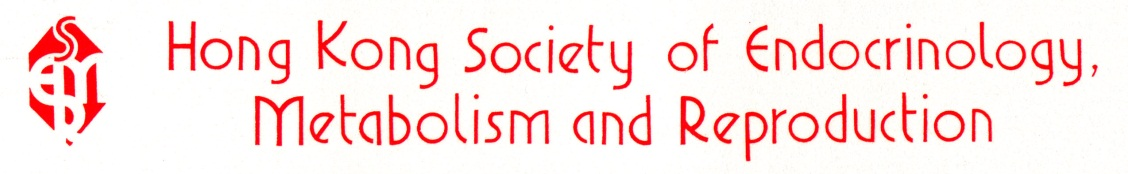 Hong Kong Society of Endocrinology,
Metabolism and Reproduction